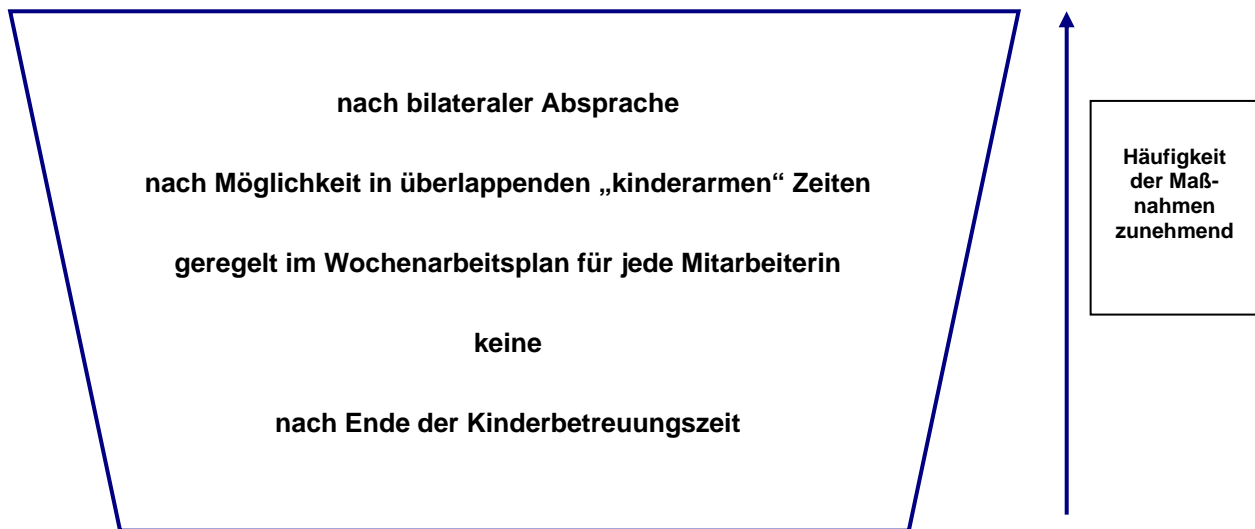 nach bilateraler Absprache
nach Möglichkeit in überlappenden „kinderarmen“ Zeiten
geregelt im Wochenarbeitsplan für jede Mitarbeiterin
keine
nach Ende der Kinderbetreuungszeit
Häufigkeit
der Maß-
nahmen
zunehmend